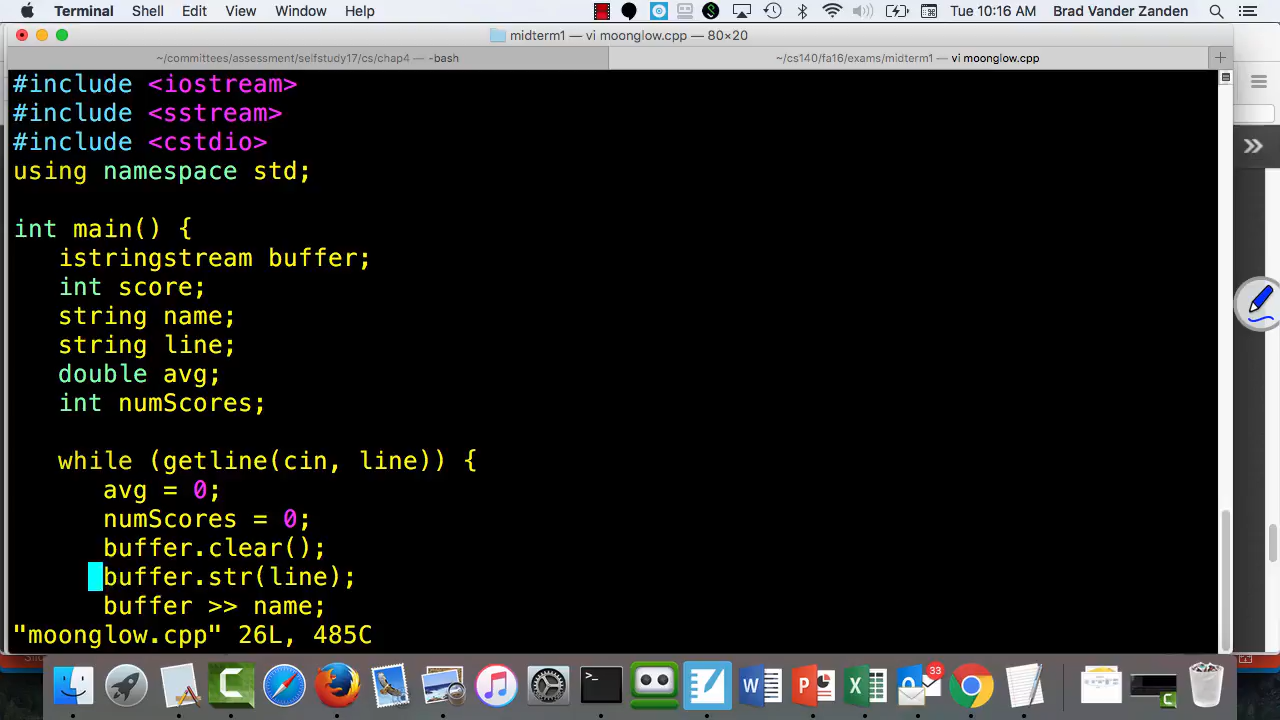 Terminal Shell Edit View Window Help Tue 10:16 AM Brad Vander Zanden
midterm1 — vi moonglow.cpp — 80×20
~/committees/assessment/selfstudy17/cs/chap4 — -bash ~/cs140/fa16/exams/midterm1 — vi moonglow.cpp
#include <iostream>
#include <sstream>
#include <cstdio>
using namespace std;
int main() {
istringstream buffer;
int score;
string name;
string line;
double avg;
int numScores;
while (getline(cin, line)) {
avg = 0;
numScores = 0;
buffer.clear();
buffer.str(line);
buffer >> name;
"moonglow.cpp" 26L, 485C
33